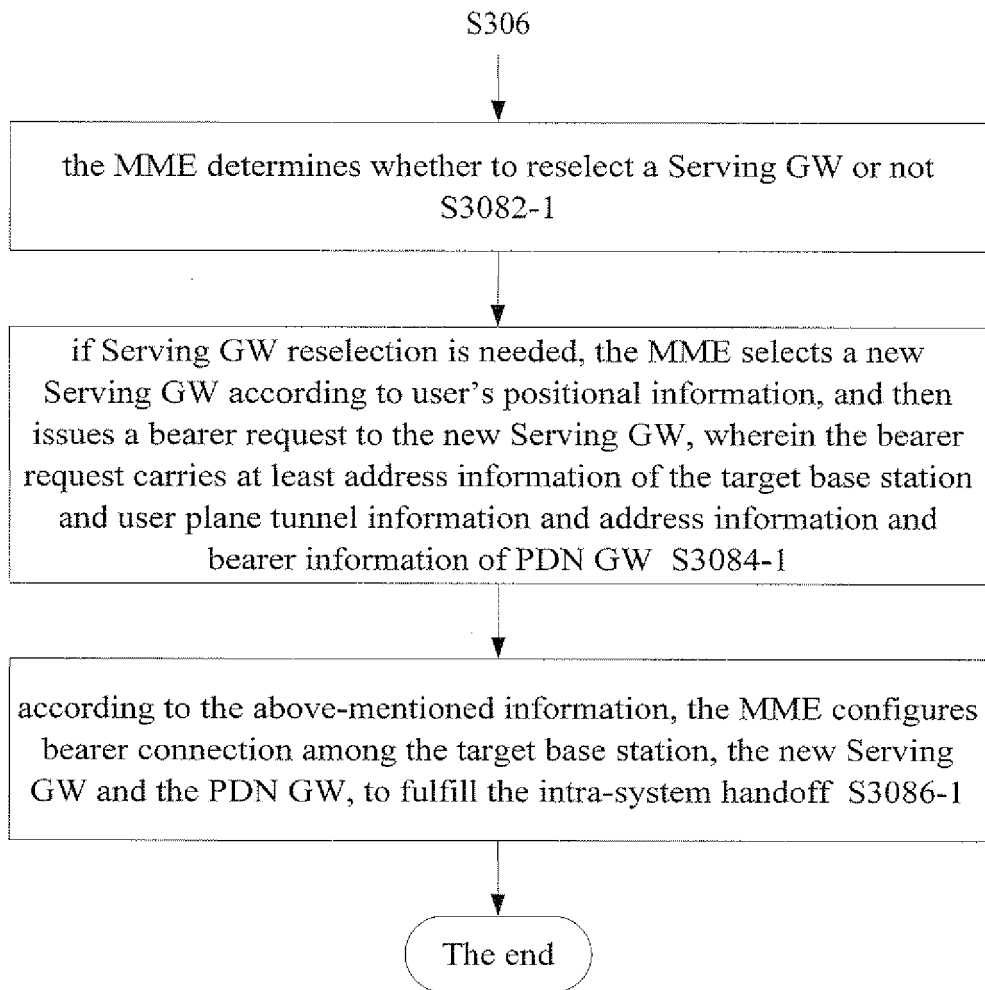 S306
the MME determines whether to reselect a Serving GW or not
S3082-1
if Serving GW reselection is needed, the MME selects a new
Serving GW according to user's positional information, and then
issues a bearer request to the new Serving GW, wherein the bearer
request carries at least address information of the target base station
and user plane tunnel information and address information and
bearer information of PDN GW S3084-1
according to the above-mentioned information, the MME configures
bearer connection among the target base station, the new Serving
GW and the PDN GW, to fulfill the intra-system handoff S3086-1
The end